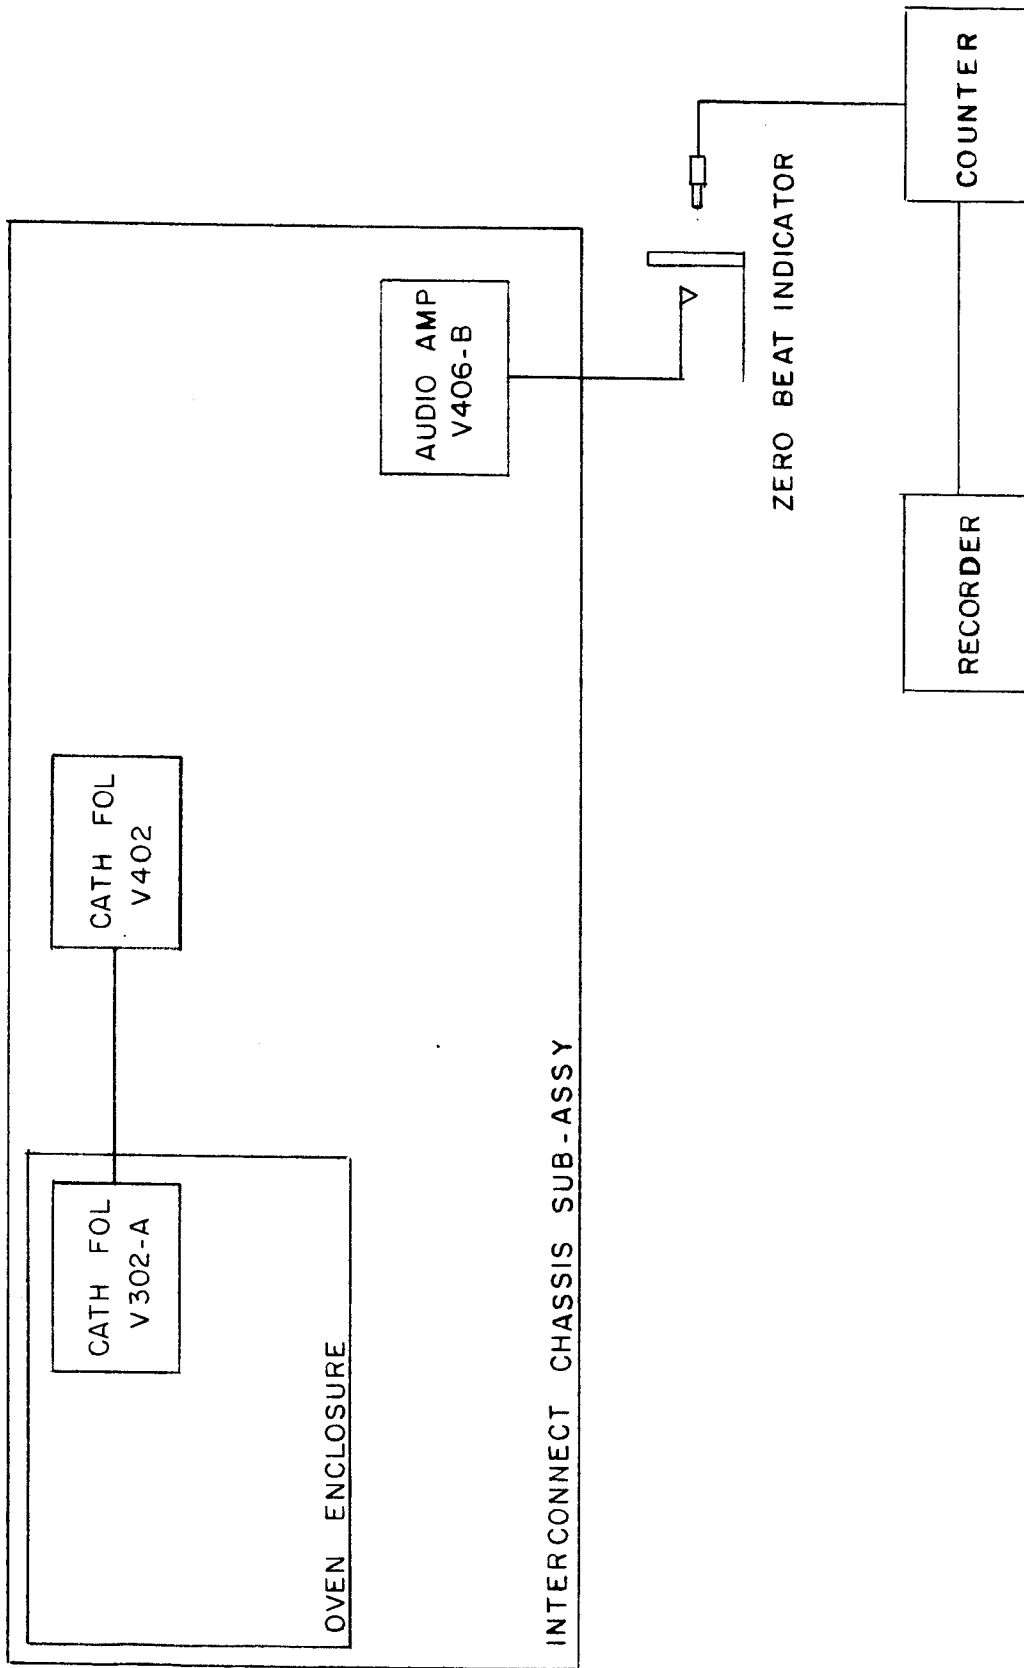 CATH FOL
V302-A
CATH FOL
V402
OVEN ENCLOSURE
AUDIO AMP
V406-B
INTERCONNECT CHASSIS SUB-ASSY
ZERO BEAT INDICATOR
RECORDER
COUNTER